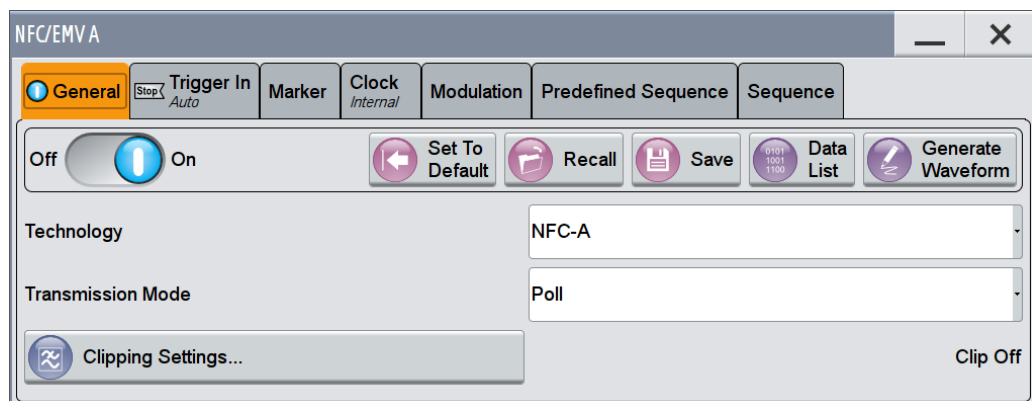 NFC/EMV A
General
Stop
Trigger In
Auto
Marker
Clock
Internal
Modulation
Predefined Sequence
Sequence
Off
On
Set To
Default
Recall
Save
0101
1001
1100
Data
List
Generate
Waveform
Technology
NFC-A
Transmission Mode
Poll
Clipping Settings...
Clip Off